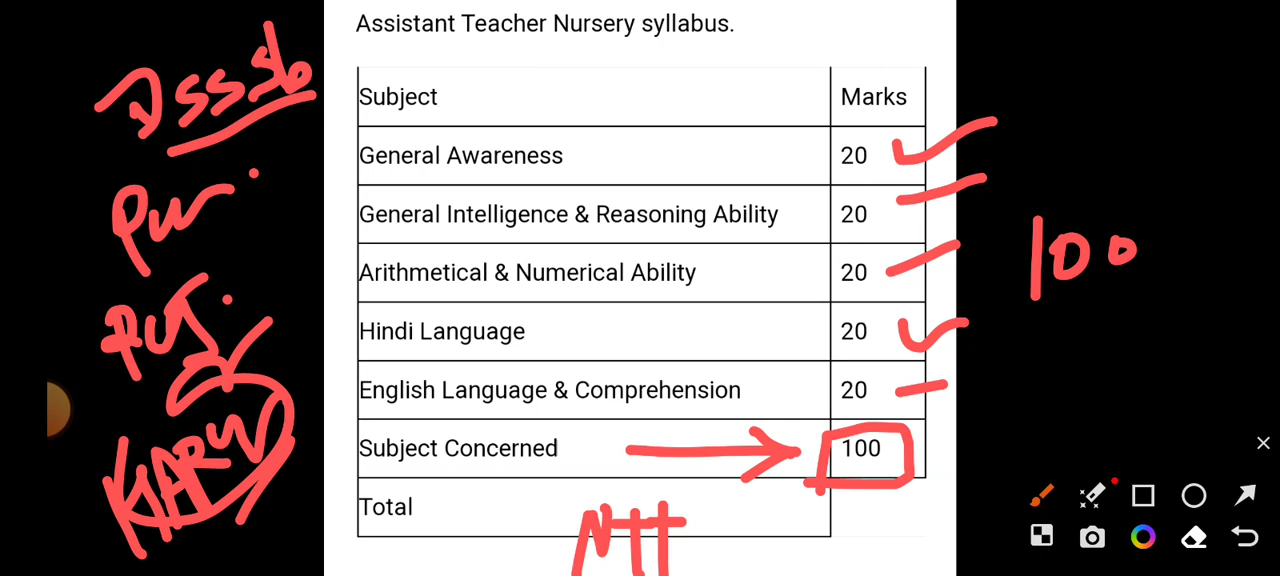 Assistant Teacher Nursery syllabus.
Subject Marks
General Awareness 20
General Intelligence & Reasoning Ability 20
Arithmetical & Numerical Ability 20
Hindi Language 20
English Language & Comprehension 20
Subject Concerned 100
Total
Dsssb
100
NTT